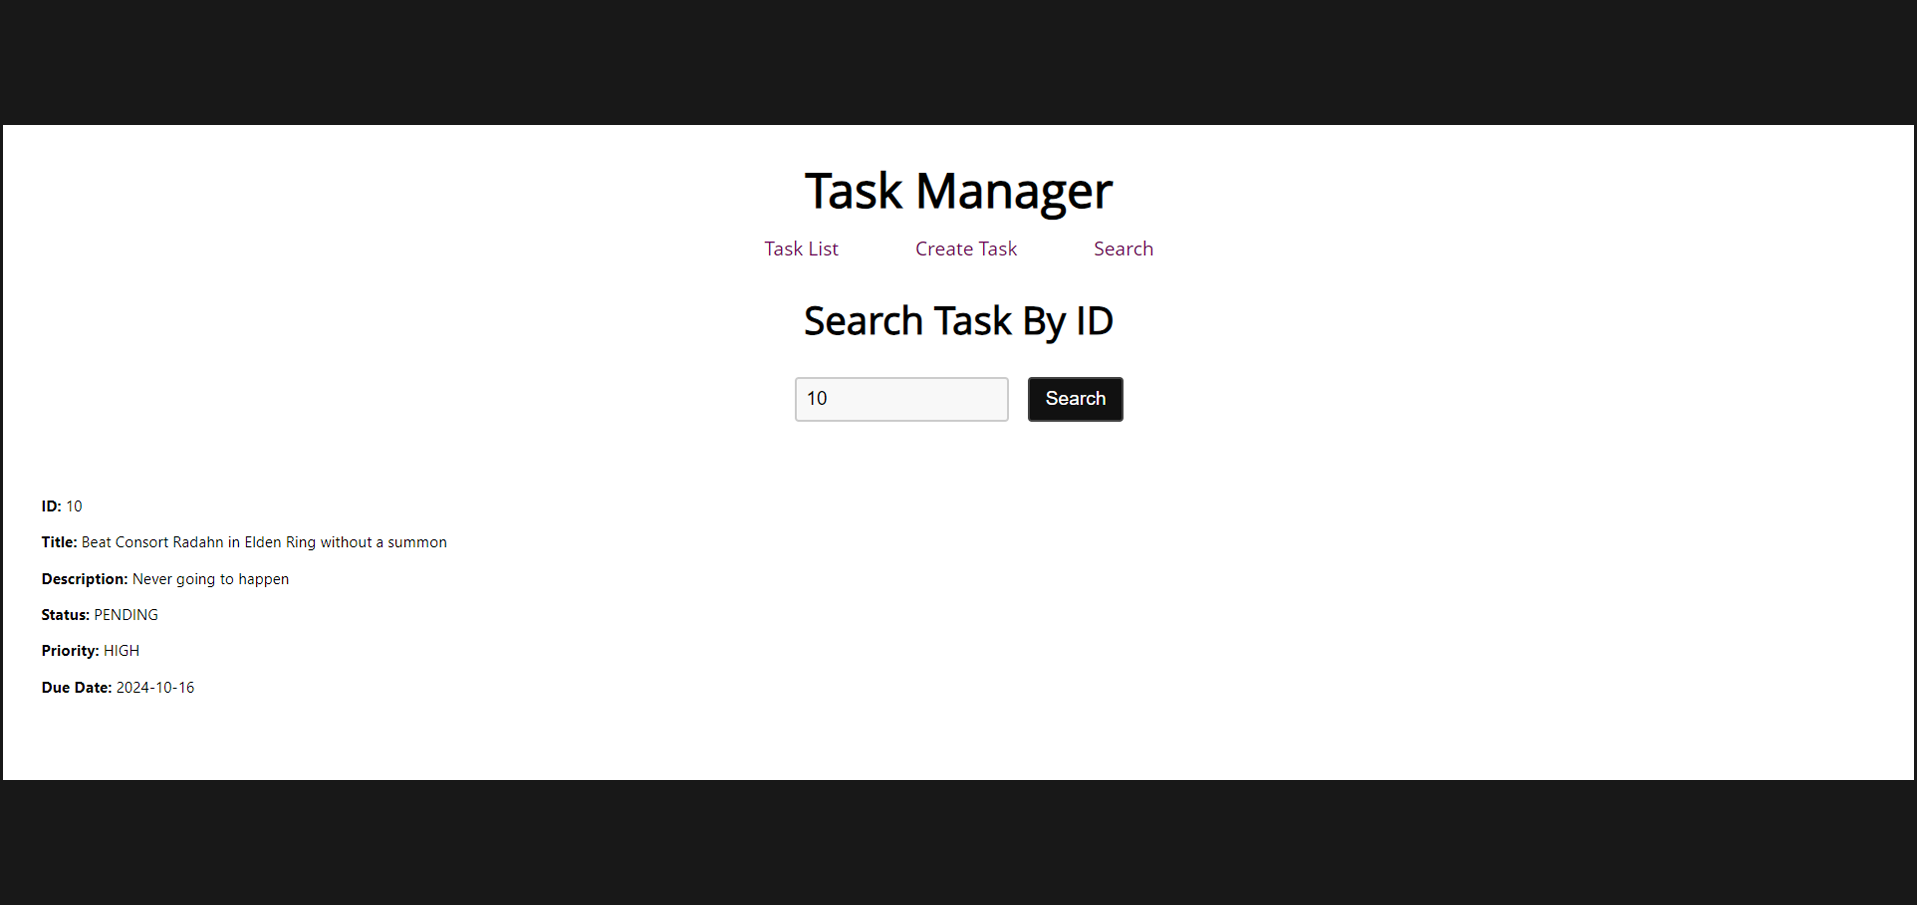 Task Manager
Task List Create Task Search
Search Task By ID
10 Search
ID: 10
Title: Beat Consort Radahn in Elden Ring without a summon
Description: Never going to happen
Status: PENDING
Priority: HIGH
Due Date: 2024-10-16